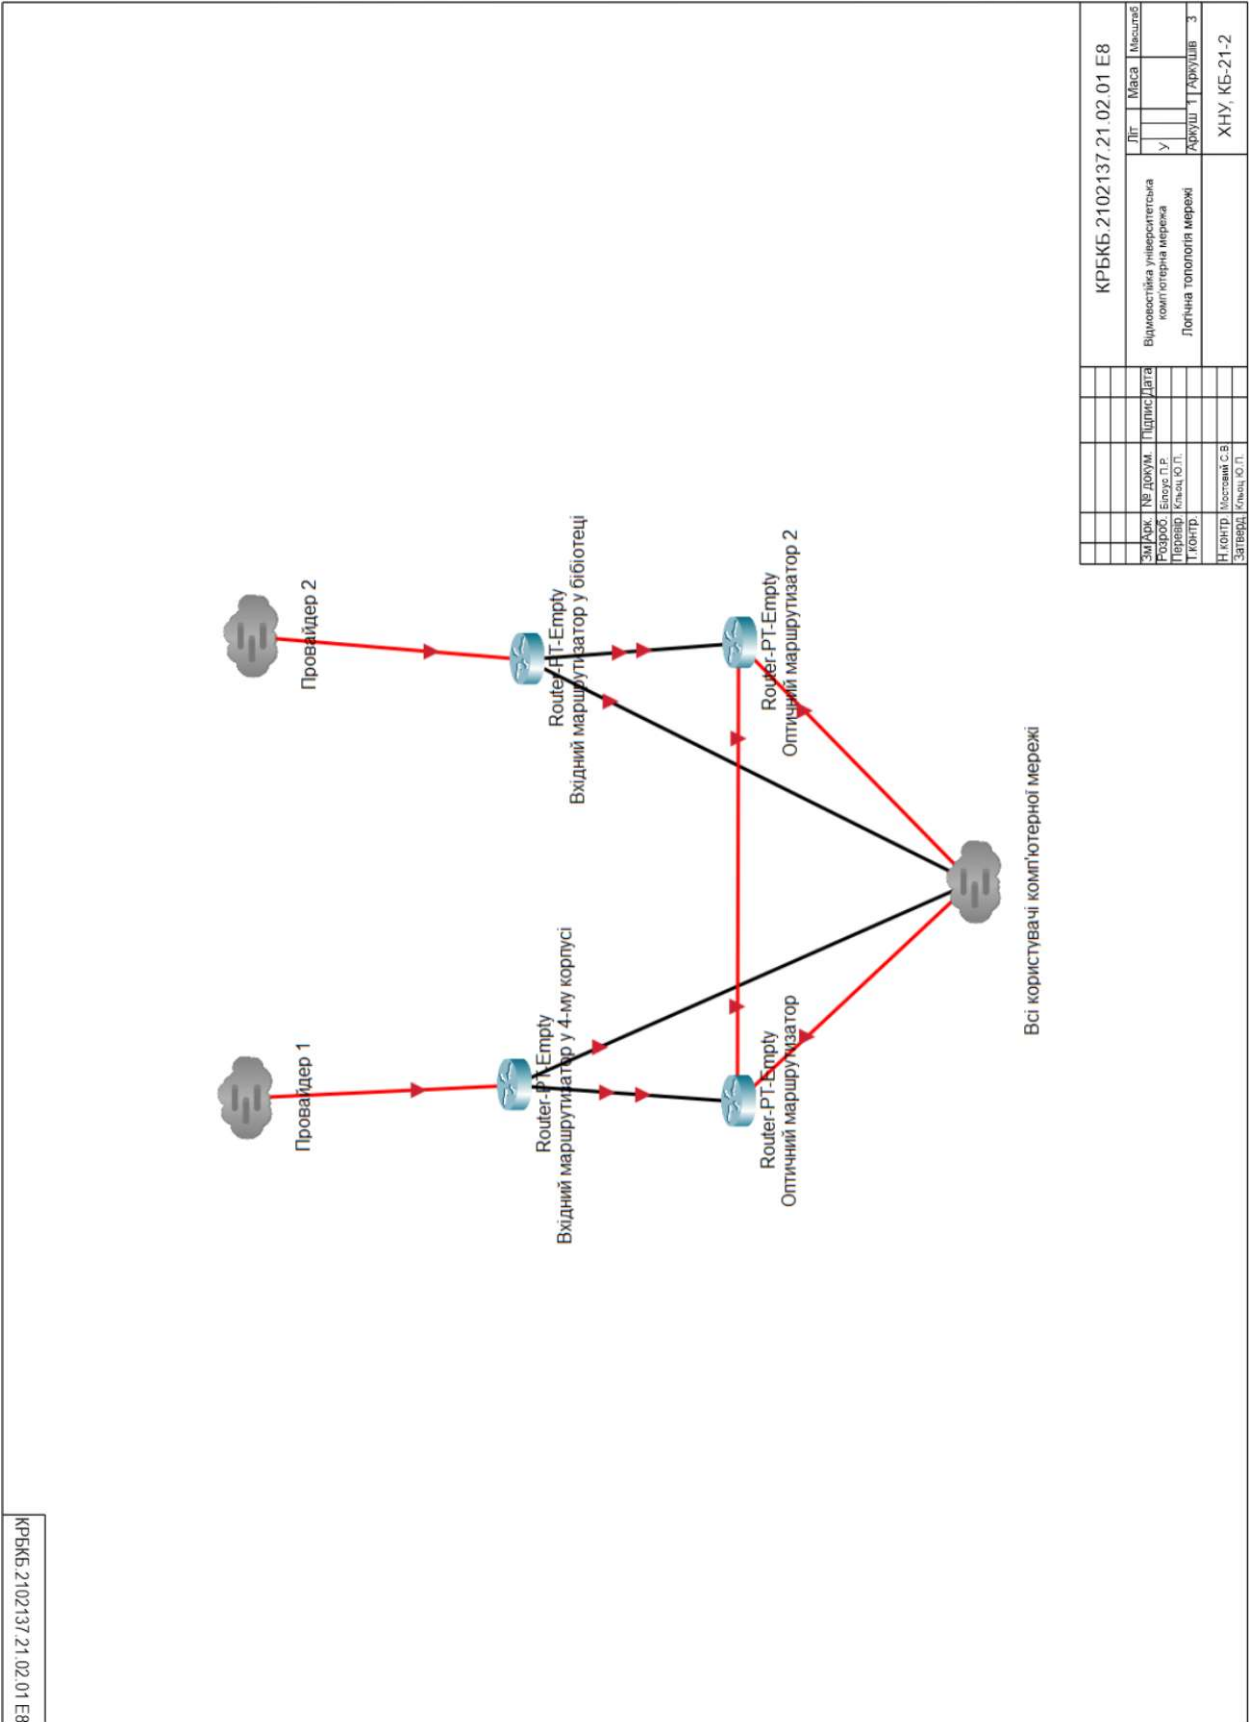 КРБКБ.2102137.21.02.01 Е8
Провайдер 1
Провайдер 2
Router-PT-Empty
Вхідний маршрутизатор у 4-му корпусі
Router-PT-Empty
Вхідний маршрутизатор у бібіотеці
Router-PT-Empty
Оптичний маршрутизатор
Router-PT-Empty
Оптичний маршрутизатор 2
Всі користувачі комп'ютерної мережі
КРБКБ.2102137.21.02.01 Е8
Зм Арк. № докум. Підпис Дата
Розроб. Білоус П.Р.
Перевір. Кльоц Ю.П.
Т.контр.
Н.контр. Мостовий С.В
Затверд. Кльоц Ю.П.
Відмовостійка університетська
комп'ютерна мережа
Логічна топологія мережі
Літ Маса Масштаб
У
Аркуш 1 Аркушів 3
ХНУ, КБ-21-2